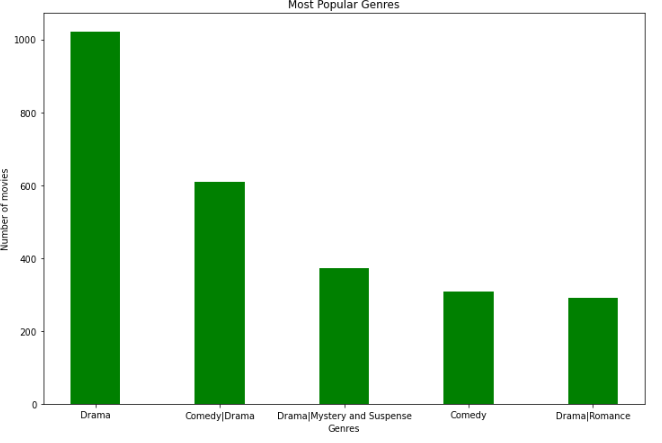 Most Popular Genres
1000
800
600
400
200
0
Number of movies
Drama Comedy|Drama Drama|Mystery and Suspense Comedy Drama|Romance
Genres